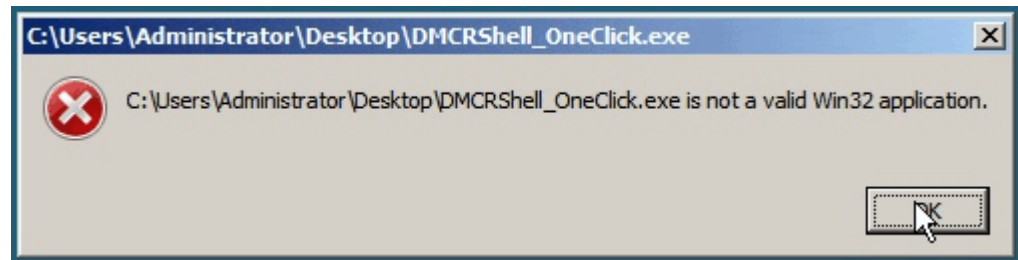 C:\Users\Administrator\Desktop\DMCRShell_OneClick.exe
C:\Users\Administrator\Desktop\DMCRShell_OneClick.exe is not a valid Win32 application.
OK